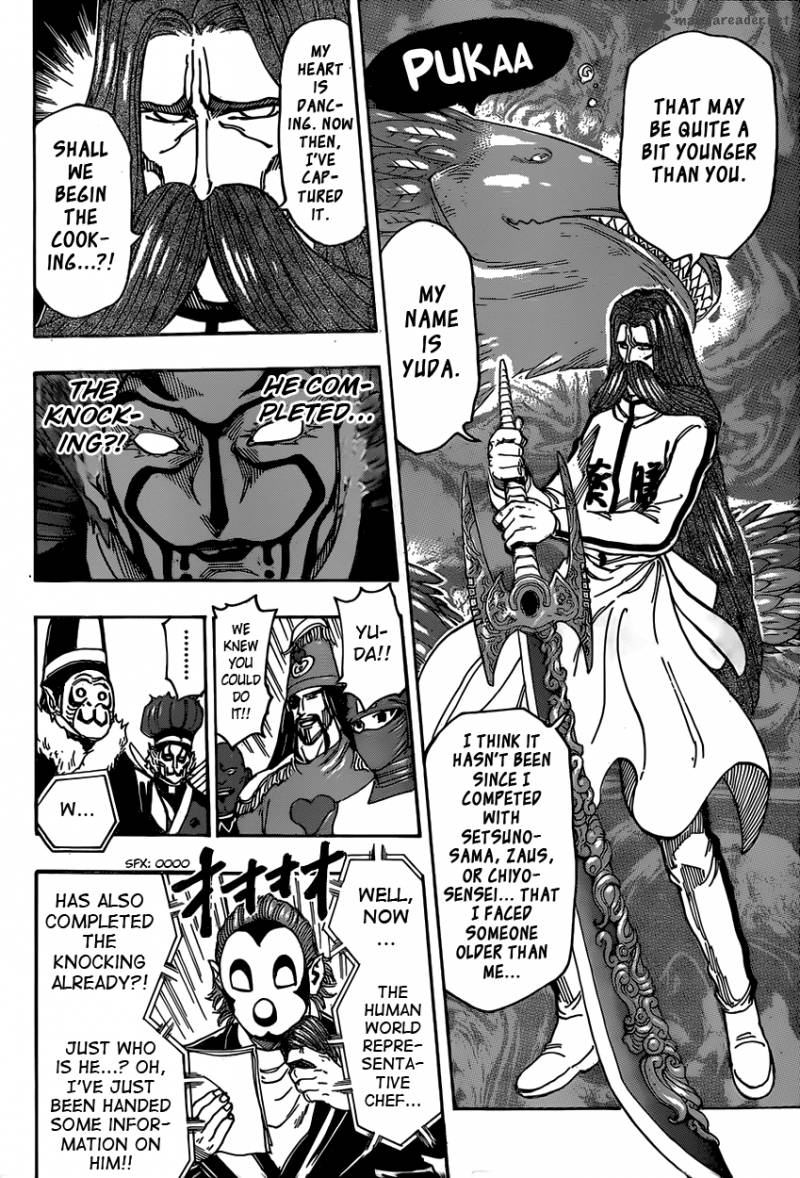 mangareader.net
THAT MAY
BE QUITE A
BIT YOUNGER
THAN YOU.
PUKAA
MY
NAME
IS
YUDA.
膳
I THINK IT
HASN'T BEEN
SINCE I
COMPETED
WITH
SETSUNO-
SAMA, ZAUS,
OR CHIYO-
SENSEI... THAT
I FACED
SOMEONE
OLDER THAN
ME...
MY
HEART
IS
DANC-
ING. NOW
THEN,
I'VE
CAP-
TURED
IT.
SHALL
WE
BEGIN
THE
COOK-
ING...?!
HE COM-
PLETED...
THE
KNOCK-
ING?!
YU-
DA!!
WE
KNEW
YOU
COULD
DO
IT!!
........
W...
SFX: OOOO
オオオオ
WELL,
NOW
...
THE
HUMAN
WORLD
REPRE-
SENTA-
TIVE
CHEF...
HAS ALSO
COMPLETED
THE
KNOCKING
ALREADY?!
JUST WHO
IS HE...? OH,
I'VE JUST
BEEN HANDED
SOME INFOR-
MATION ON
HIM!!